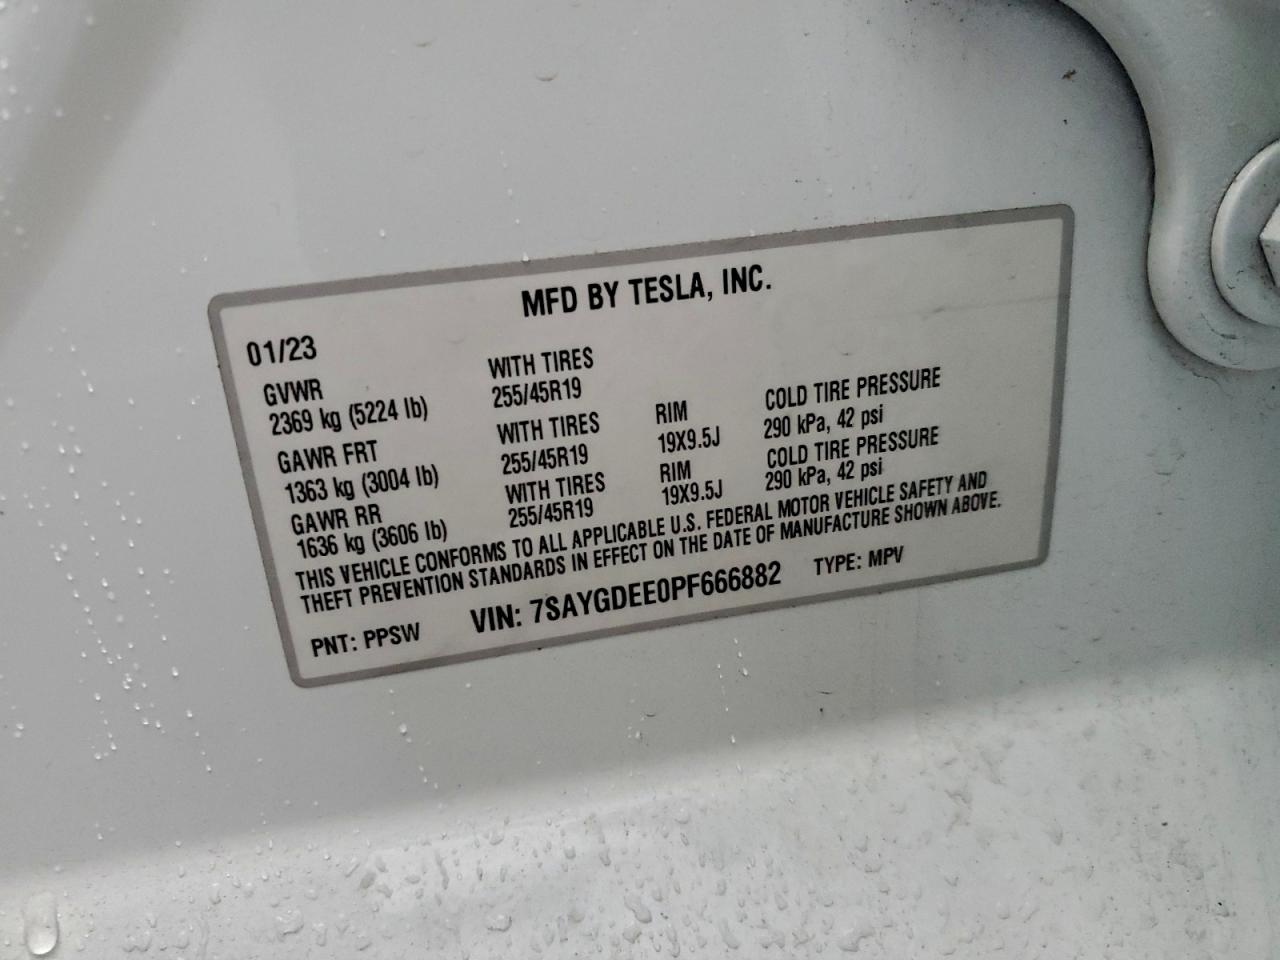 MFD BY TESLA, INC.
01/23
GVWR WITH TIRES
2369 kg (5224 lb) 255/45R19
GAWR FRT WITH TIRES RIM COLD TIRE PRESSURE
1363 kg (3004 lb) 255/45R19 19X9.5J 290 kPa, 42 psi
GAWR RR WITH TIRES RIM COLD TIRE PRESSURE
1636 kg (3606 lb) 255/45R19 19X9.5J 290 kPa, 42 psi
THIS VEHICLE CONFORMS TO ALL APPLICABLE U.S. FEDERAL MOTOR VEHICLE SAFETY AND
THEFT PREVENTION STANDARDS IN EFFECT ON THE DATE OF MANUFACTURE SHOWN ABOVE.
PNT: PPSW VIN: 7SAYGDEE0PF666882 TYPE: MPV